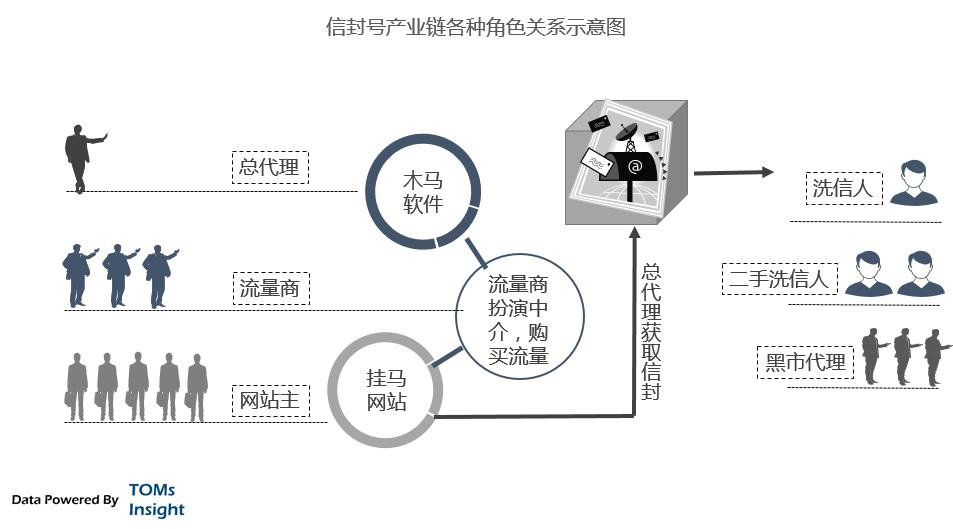 信封号产业链各种角色关系示意图
总代理
木马
软件
洗信人
流量商
流量商
扮演中
介，购
买流量
总代理获取信封
二手洗信人
网站主
挂马
网站
黑市代理
@
Data Powered By
TOMs
Insight